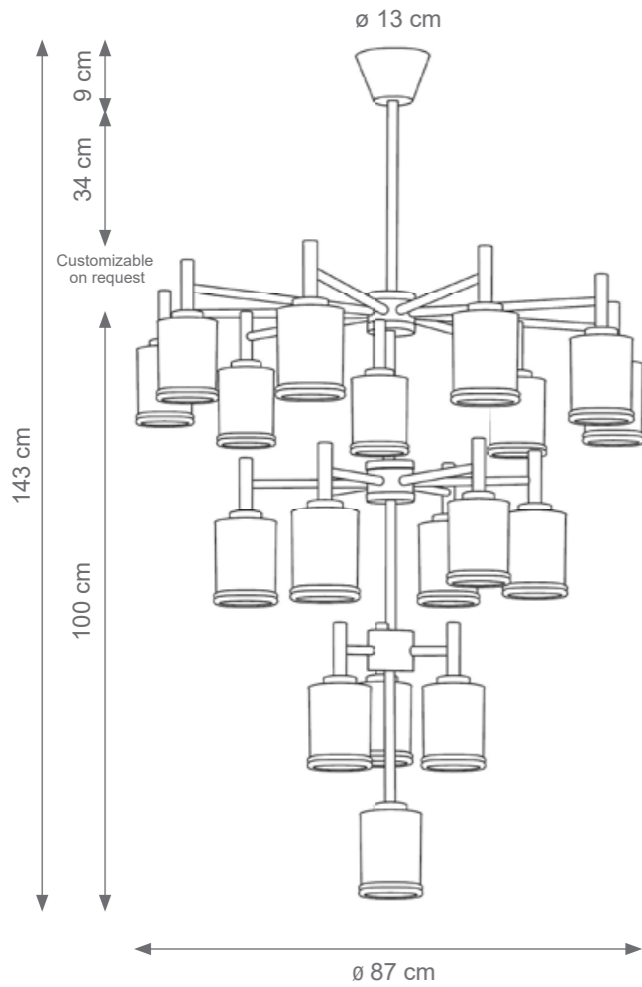 ø 13 cm
9 cm
34 cm
Customizable
on request
143 cm
100 cm
ø 87 cm